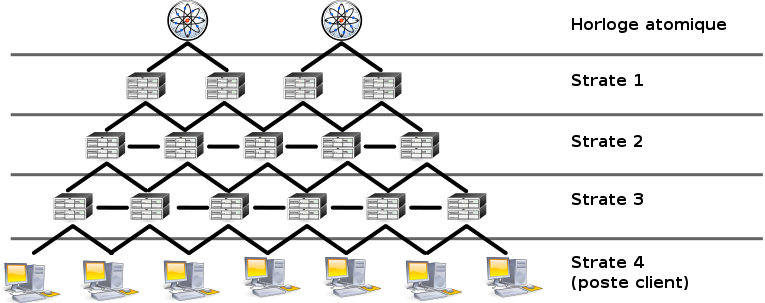 Horloge atomique
Strate 1
Strate 2
Strate 3
Strate 4
(poste client)